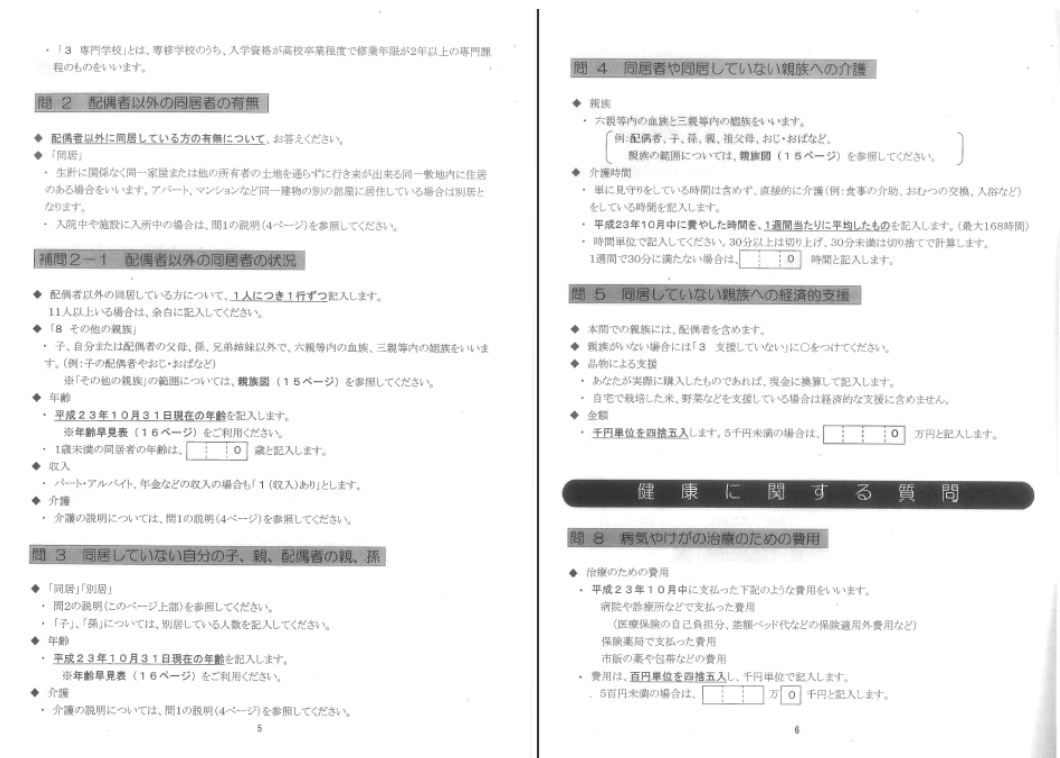 ・「3 専門学校」とは、専修学校のうち、入学資格が高校卒業程度で修業年限が2年以上の専門課
程のものをいいます。
問 2 配偶者以外の同居者の有無
◆ 配偶者以外に同居している方の有無について、お答えください。
◆ 「同居」
・ 生計に関係なく同一家屋または他の所有者の土地を通らずに行き来が出来る同一敷地内に住居
のある場合をいいます。アパート、マンションなど同一建物の別の部屋に居住している場合は別居と
なります。
・ 入院中や施設に入所中の場合は、問1の説明(4ページ)を参照してください。
補問2-1 配偶者以外の同居者の状況
◆ 配偶者以外の同居している方について、1人につき1行ずつ記入します。
11人以上いる場合は、余白に記入してください。
◆ 「8 その他の親族」
・ 子、自分または配偶者の父母、孫、兄弟姉妹以外で、六親等内の血族、三親等内の姻族をいいま
す。(例:子の配偶者やおじ・おばなど)
※「その他の親族」の範囲については、親族図（15ページ）を参照してください。
◆ 年齢
・ 平成23年10月31日現在の年齢を記入します。
※年齢早見表（16ページ）をご利用ください。
・ 1歳未満の同居者の年齢は、 0 歳と記入します。
◆ 収入
・ パート・アルバイト、年金などの収入の場合も「1(収入)あり」とします。
◆ 介護
・ 介護の説明については、問1の説明(4ページ)を参照してください。
問 3 同居していない自分の子、親、配偶者の親、孫
◆ 「同居」「別居」
・ 問2の説明(このページ上部)を参照してください。
・ 「子」、「孫」については、別居している人数を記入してください。
◆ 年齢
・ 平成23年10月31日現在の年齢を記入します。
※年齢早見表（16ページ）をご利用ください。
◆ 介護
・ 介護の説明については、問1の説明(4ページ)を参照してください。
5
問 4 同居者や同居していない親族への介護
◆ 親族
・ 六親等内の血族と三親等内の姻族をいいます。
例:配偶者、子、孫、親、祖父母、おじ・おばなど。
親族の範囲については、親族図（15ページ）を参照してください。
◆ 介護時間
・ 単に見守りをしている時間は含めず、直接的に介護(例:食事の介助、おむつの交換、入浴など)
をしている時間を記入します。
・ 平成23年10月中に費やした時間を、1週間当たりに平均したものを記入します。(最大168時間)
・ 時間単位で記入してください。30分以上は切り上げ、30分未満は切り捨てで計算します。
1週間で30分に満たない場合は、 0 時間と記入します。
問 5 同居していない親族への経済的支援
◆ 本問での親族には、配偶者を含めます。
◆ 親族がいない場合には「3 支援していない」に○をつけてください。
◆ 品物による支援
・ あなたが実際に購入したものであれば、現金に換算して記入します。
・ 自宅で栽培した米、野菜などを支援している場合は経済的な支援に含めません。
◆ 金額
・ 千円単位を四捨五入します。5千円未満の場合は、 0 万円と記入します。
健康に関する質問
問 8 病気やけがの治療のための費用
◆ 治療のための費用
・ 平成23年10月中に支払った下記のような費用をいいます。
病院や診療所などで支払った費用
(医療保険の自己負担分、差額ベッド代などの保険適用外費用など)
保険薬局で支払った費用
市販の薬や包帯などの費用
・ 費用は、百円単位を四捨五入し、千円単位で記入します。
. 5百円未満の場合は、 万 0 千円と記入します。
6